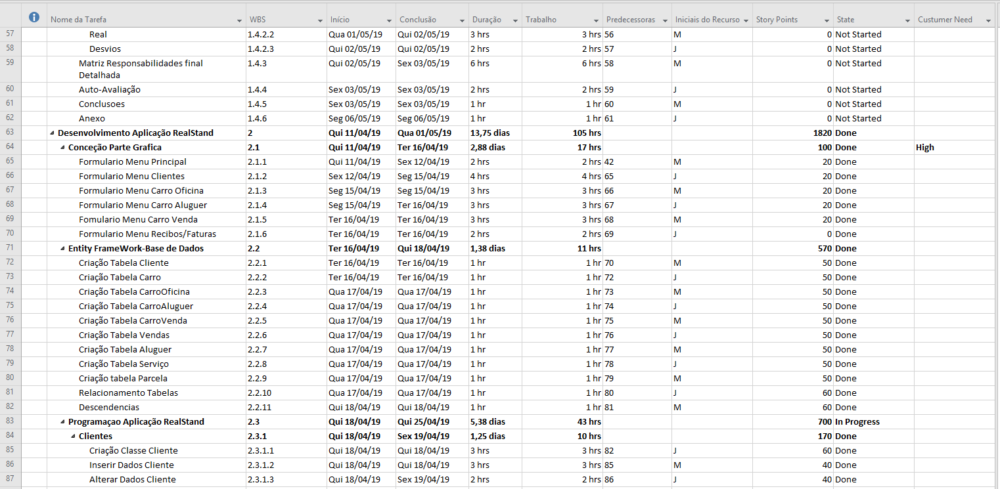 Nome da Tarefa WBS Início Conclusão Duração Trabalho Predecessoras Iniciais do Recurso Story Points State Custumer Need
57 Real 1.4.2.2 Qua 01/05/19 Qui 02/05/19 3 hrs 3 hrs 56 M 0 Not Started
58 Desvios 1.4.2.3 Qui 02/05/19 Qui 02/05/19 2 hrs 2 hrs 57 J 0 Not Started
59 Matriz Responsabilidades final 1.4.3 Qui 02/05/19 Sex 03/05/19 6 hrs 6 hrs 58 M 0 Not Started
Detalhada
60 Auto-Avaliação 1.4.4 Sex 03/05/19 Sex 03/05/19 2 hrs 2 hrs 59 J 0 Not Started
61 Conclusoes 1.4.5 Sex 03/05/19 Sex 03/05/19 1 hr 1 hr 60 M 0 Not Started
62 Anexo 1.4.6 Seg 06/05/19 Seg 06/05/19 1 hr 1 hr 61 J 0 Not Started
63 Desenvolvimento Aplicação RealStand 2 Qui 11/04/19 Qua 01/05/19 13,75 dias 105 hrs 1820 Done
64 Conceção Parte Grafica 2.1 Qui 11/04/19 Ter 16/04/19 2,88 dias 17 hrs 100 Done High
65 Formulario Menu Principal 2.1.1 Qui 11/04/19 Sex 12/04/19 2 hrs 2 hrs 42 M 20 Done
66 Formulario Menu Clientes 2.1.2 Sex 12/04/19 Seg 15/04/19 4 hrs 4 hrs 65 J 20 Done
67 Formulario Menu Carro Oficina 2.1.3 Seg 15/04/19 Seg 15/04/19 3 hrs 3 hrs 66 M 20 Done
68 Formulario Menu Carro Aluguer 2.1.4 Seg 15/04/19 Ter 16/04/19 3 hrs 3 hrs 67 J 20 Done
69 Fomulario Menu Carro Venda 2.1.5 Ter 16/04/19 Ter 16/04/19 3 hrs 3 hrs 68 M 20 Done
70 Formulario Menu Recibos/Faturas 2.1.6 Ter 16/04/19 Ter 16/04/19 2 hrs 2 hrs 69 J 0 Done
71 Entity FrameWork-Base de Dados 2.2 Ter 16/04/19 Qui 18/04/19 1,38 dias 11 hrs 570 Done
72 Criação Tabela Cliente 2.2.1 Ter 16/04/19 Ter 16/04/19 1 hr 1 hr 70 M 50 Done
73 Criação Tabela Carro 2.2.2 Ter 16/04/19 Ter 16/04/19 1 hr 1 hr 72 J 50 Done
74 Criação Tabela CarroOficina 2.2.3 Qua 17/04/19 Qua 17/04/19 1 hr 1 hr 73 M 50 Done
75 Criação Tabela CarroAluguer 2.2.4 Qua 17/04/19 Qua 17/04/19 1 hr 1 hr 74 J 50 Done
76 Criação Tabela CarroVenda 2.2.5 Qua 17/04/19 Qua 17/04/19 1 hr 1 hr 75 M 50 Done
77 Criação Tabela Vendas 2.2.6 Qua 17/04/19 Qua 17/04/19 1 hr 1 hr 76 J 50 Done
78 Criação Tabela Aluguer 2.2.7 Qua 17/04/19 Qua 17/04/19 1 hr 1 hr 77 M 50 Done
79 Criação Tabela Serviço 2.2.8 Qua 17/04/19 Qua 17/04/19 1 hr 1 hr 78 J 50 Done
80 Criação tabela Parcela 2.2.9 Qua 17/04/19 Qua 17/04/19 1 hr 1 hr 79 M 50 Done
81 Relacionamento Tabelas 2.2.10 Qua 17/04/19 Qua 17/04/19 1 hr 1 hr 80 J 60 Done
82 Descendencias 2.2.11 Qui 18/04/19 Qui 18/04/19 1 hr 1 hr 81 M 60 Done
83 Programaçao Aplicação RealStand 2.3 Qui 18/04/19 Qui 25/04/19 5,38 dias 43 hrs 700 In Progress
84 Clientes 2.3.1 Qui 18/04/19 Sex 19/04/19 1,25 dias 10 hrs 170 Done
85 Criação Classe Cliente 2.3.1.1 Qui 18/04/19 Qui 18/04/19 3 hrs 3 hrs 82 J 60 Done
86 Inserir Dados Cliente 2.3.1.2 Qui 18/04/19 Qui 18/04/19 3 hrs 3 hrs 85 M 40 Done
87 Alterar Dados Cliente 2.3.1.3 Qui 18/04/19 Sex 19/04/19 2 hrs 2 hrs 86 J 40 Done